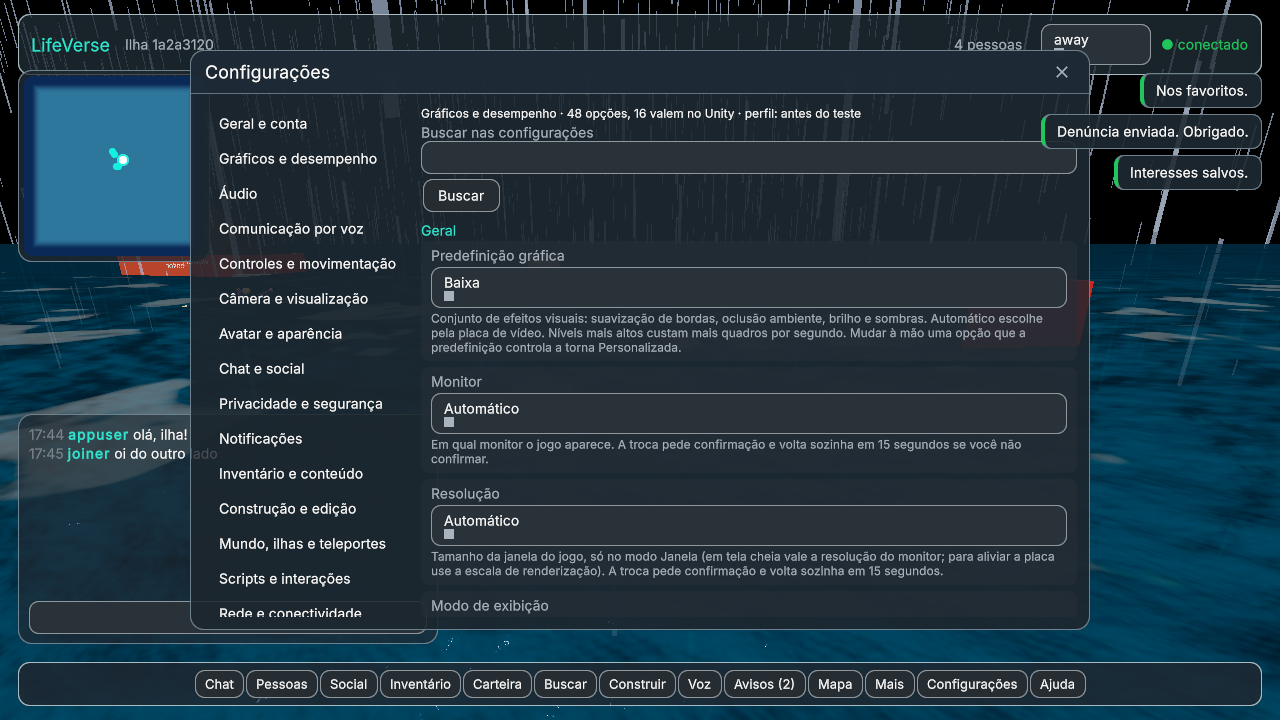 LifeVerse Ilha 1a2a3120
4 pessoas
away
conectado
Nos favoritos.
Denúncia enviada. Obrigado.
Interesses salvos.
Configurações
Geral e conta
Gráficos e desempenho
Áudio
Comunicação por voz
Controles e movimentação
Câmera e visualização
Avatar e aparência
Chat e social
Privacidade e segurança
Notificações
Inventário e conteúdo
Construção e edição
Mundo, ilhas e teleportes
Scripts e interações
Rede e conectividade
Gráficos e desempenho · 48 opções, 16 valem no Unity · perfil: antes do teste
Buscar nas configurações
Buscar
Geral
Predefinição gráfica
Baixa
Conjunto de efeitos visuais: suavização de bordas, oclusão ambiente, brilho e sombras. Automático escolhe
pela placa de vídeo. Níveis mais altos custam mais quadros por segundo. Mudar à mão uma opção que a
predefinição controla a torna Personalizada.
Monitor
Automático
Em qual monitor o jogo aparece. A troca pede confirmação e volta sozinha em 15 segundos se você não
confirmar.
Resolução
Automático
Tamanho da janela do jogo, só no modo Janela (em tela cheia vale a resolução do monitor; para aliviar a placa
use a escala de renderização). A troca pede confirmação e volta sozinha em 15 segundos.
Modo de exibição
17:44 appuser olá, ilha!
17:45 joiner oi do outro lado
Chat
Pessoas
Social
Inventário
Carteira
Buscar
Construir
Voz
Avisos (2)
Mapa
Mais
Configurações
Ajuda